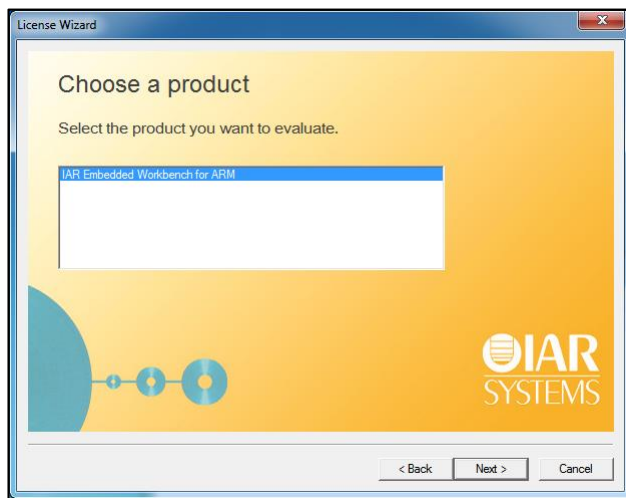 License Wizard
Choose a product
Select the product you want to evaluate.
IAR Embedded Workbench for ARM
IAR
SYSTEMS
< Back
Next >
Cancel